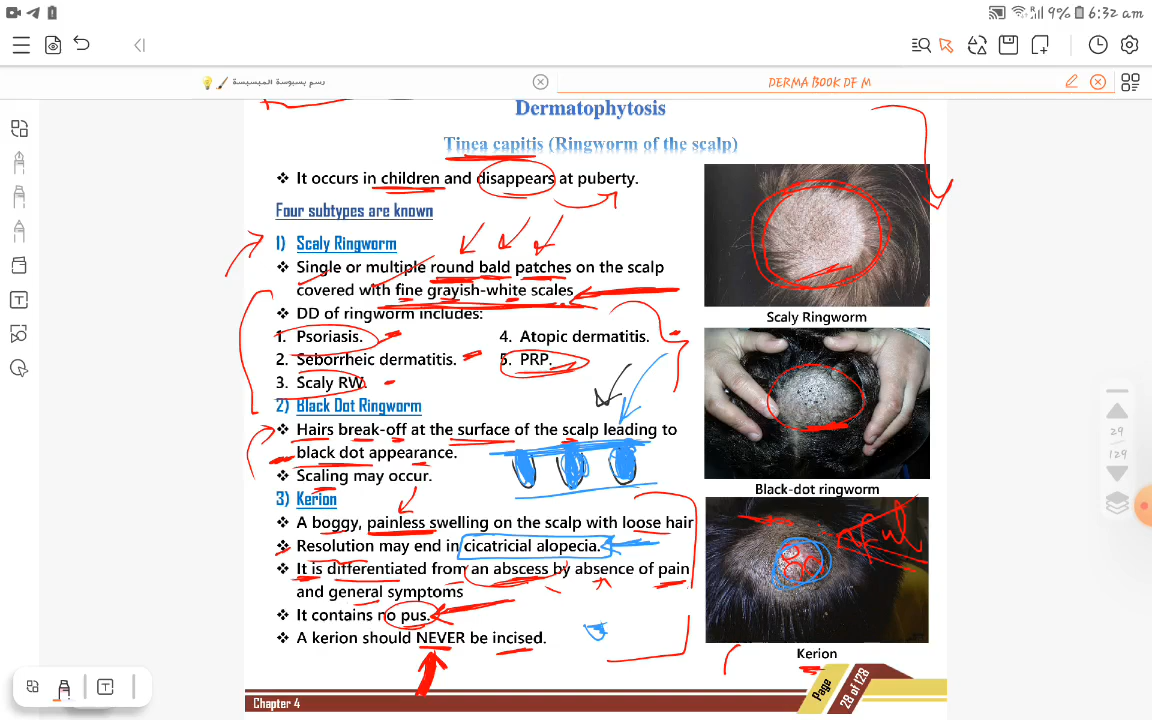 9% 6:32 am
رسم بسبوسة المبسبسة
DERMA BOOK DF M
Dermatophytosis
Tinea capitis (Ringworm of the scalp)
❖ It occurs in children and disappears at puberty.
Four subtypes are known
1) Scaly Ringworm
❖ Single or multiple round bald patches on the scalp
covered with fine grayish-white scales
❖ DD of ringworm includes:
1. Psoriasis. 4. Atopic dermatitis.
2. Seborrheic dermatitis. 5. PRP.
3. Scaly RW.
2) Black Dot Ringworm
❖ Hairs break-off at the surface of the scalp leading to
black dot appearance.
❖ Scaling may occur.
3) Kerion
❖ A boggy, painless swelling on the scalp with loose hair
❖ Resolution may end in cicatricial alopecia.
❖ It is differentiated from an abscess by absence of pain
and general symptoms
❖ It contains no pus.
❖ A kerion should NEVER be incised.
Scaly Ringworm
Black-dot ringworm
Kerion
29
129
Chapter 4
Page
28 of 128